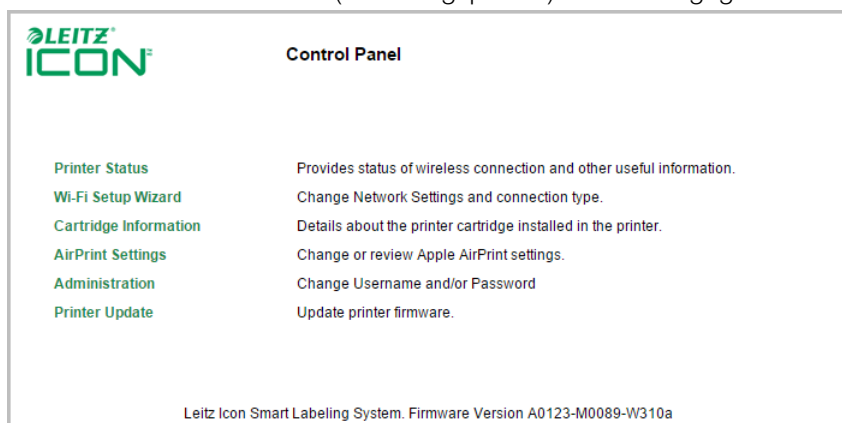 LEITZ®
ICON™
Control Panel
Printer Status Provides status of wireless connection and other useful information.
Wi-Fi Setup Wizard Change Network Settings and connection type.
Cartridge Information Details about the printer cartridge installed in the printer.
AirPrint Settings Change or review Apple AirPrint settings.
Administration Change Username and/or Password
Printer Update Update printer firmware.
Leitz Icon Smart Labeling System. Firmware Version A0123-M0089-W310a